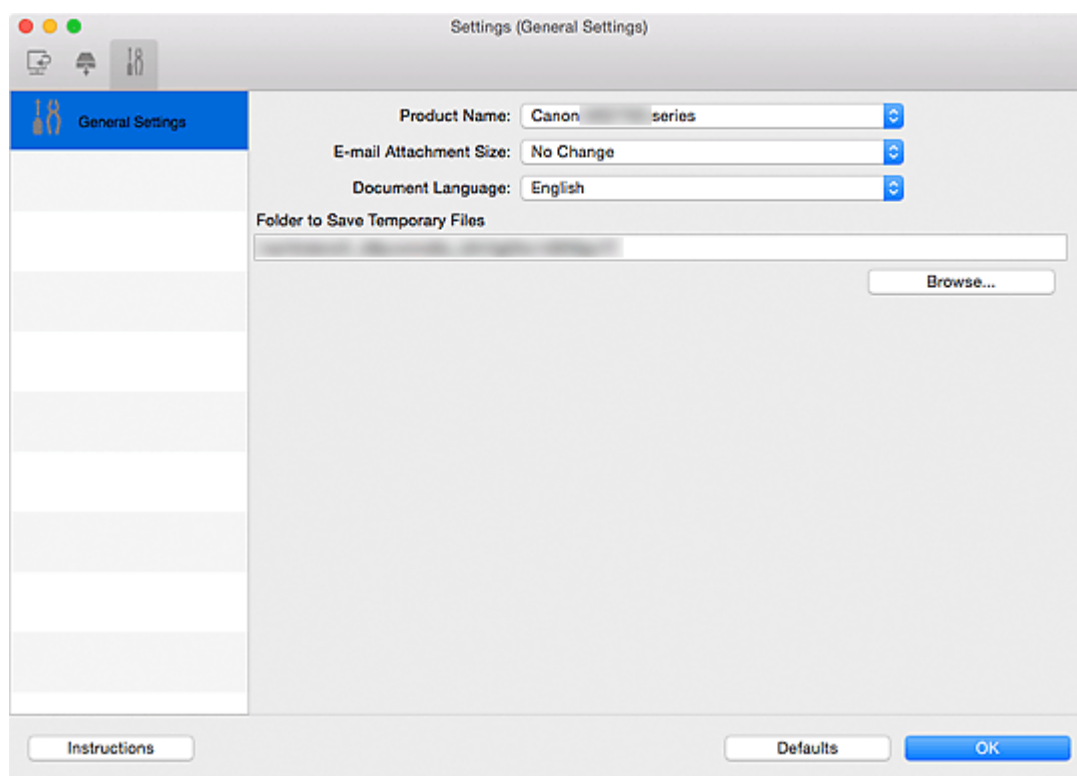 Settings (General Settings)
General Settings
Product Name: Canon series
E-mail Attachment Size: No Change
Document Language: English
Folder to Save Temporary Files
Browse...
Instructions Defaults OK